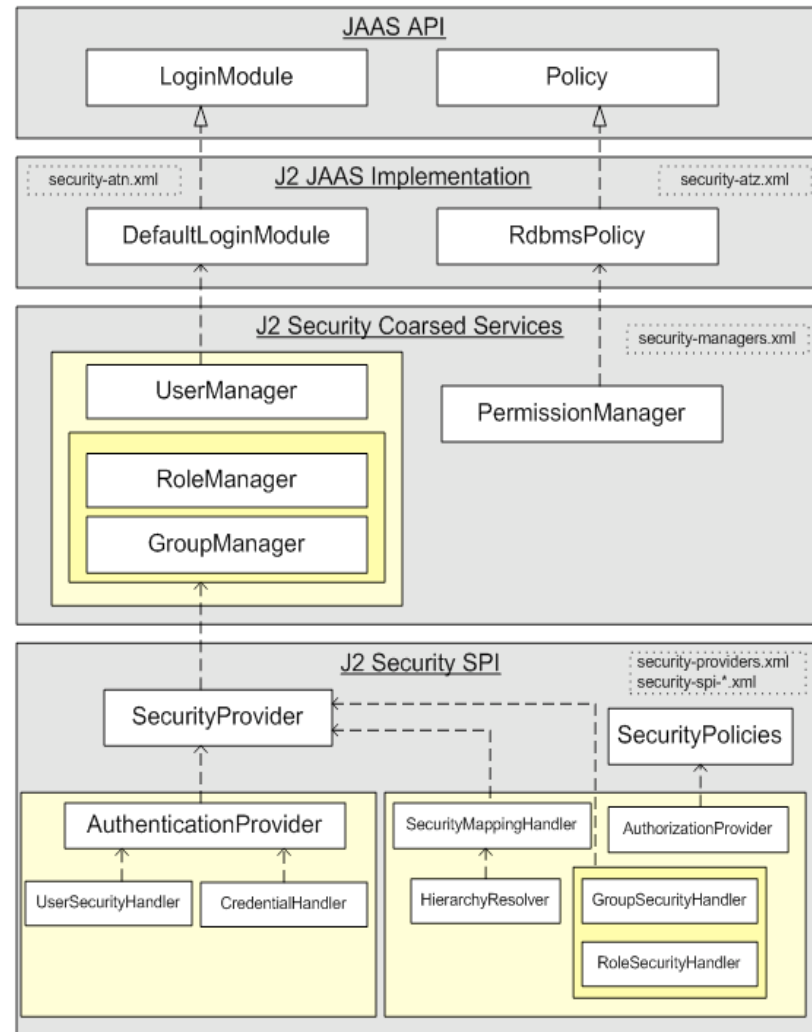 JAAS API
LoginModule
Policy
security-atn.xml
J2 JAAS Implementation
security-atz.xml
DefaultLoginModule
RdbmsPolicy
J2 Security Coarsed Services
security-managers.xml
UserManager
PermissionManager
RoleManager
GroupManager
J2 Security SPI
security-providers.xml
security-spi-*.xml
SecurityProvider
SecurityPolicies
AuthenticationProvider
SecurityMappingHandler
AuthorizationProvider
UserSecurityHandler
CredentialHandler
HierarchyResolver
GroupSecurityHandler
RoleSecurityHandler